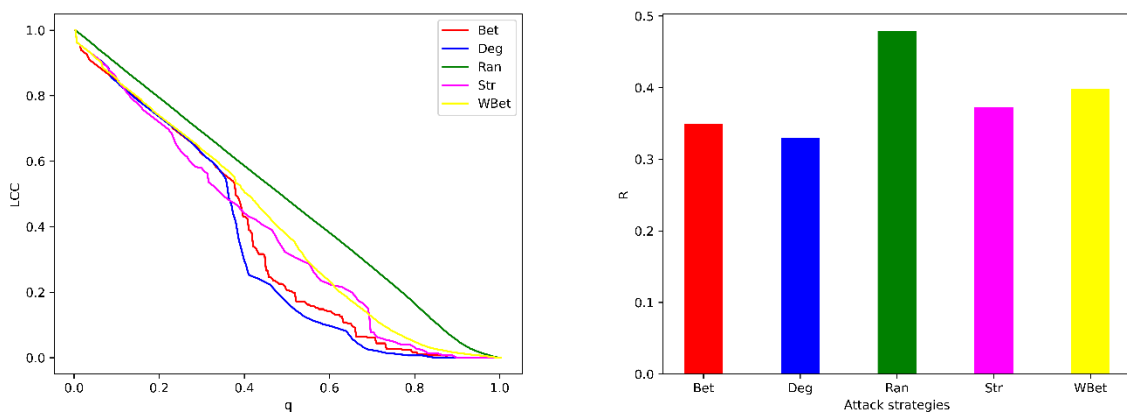 1.0
0.8
0.6
0.4
0.2
0.0
LCC
0.0 0.2 0.4 0.6 0.8 1.0
q
Bet
Deg
Ran
Str
WBet
0.5
0.4
0.3
0.2
0.1
0.0
R
Bet Deg Ran Str WBet
Attack strategies